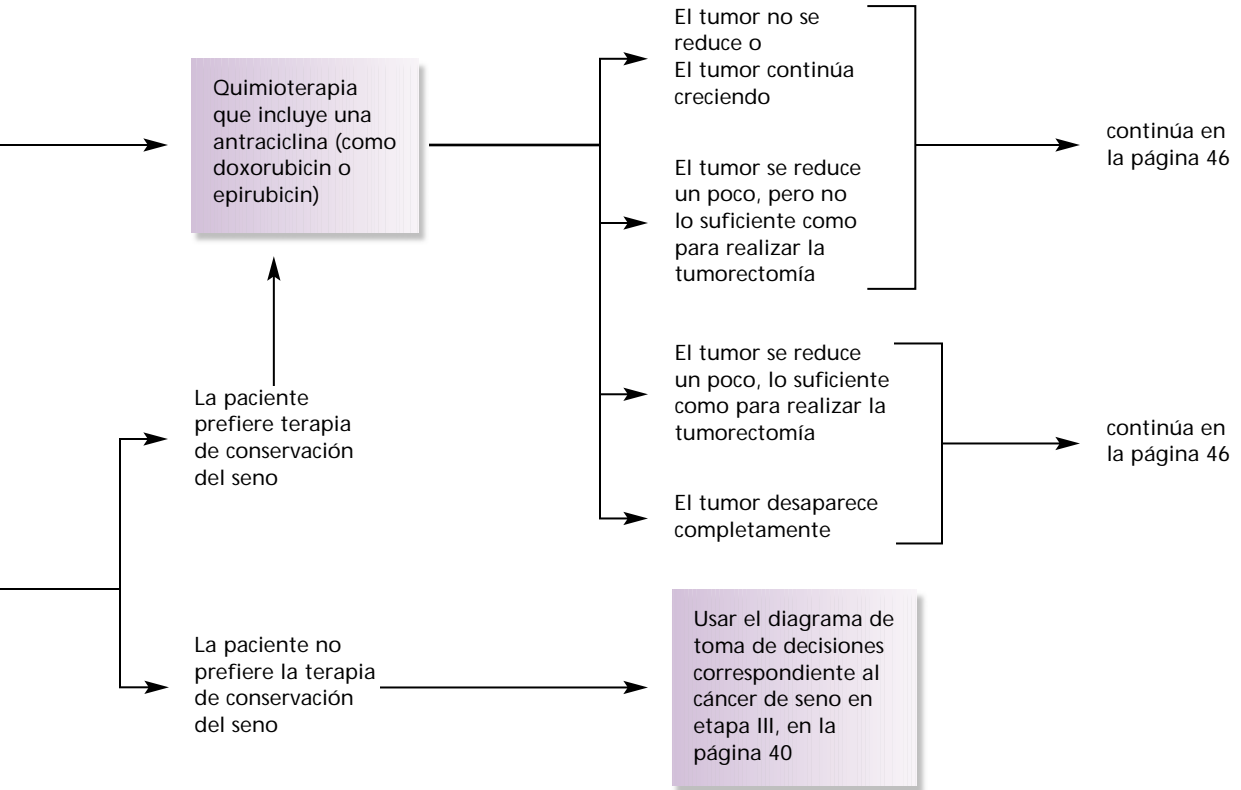 Quimioterapia
que incluye una
antraciclina (como
doxorubicin o
epirubicin)
La paciente
prefiere terapia
de conservación
del seno
La paciente no
prefiere la terapia
de conservación
del seno
El tumor no se
reduce o
El tumor continúa
creciendo
El tumor se reduce
un poco, pero no
lo suficiente como
para realizar la
tumorectomía
continúa en
la página 46
El tumor se reduce
un poco, lo suficiente
como para realizar la
tumorectomía
El tumor desaparece
completamente
continúa en
la página 46
Usar el diagrama de
toma de decisiones
correspondiente al
cáncer de seno en
etapa III, en la
página 40